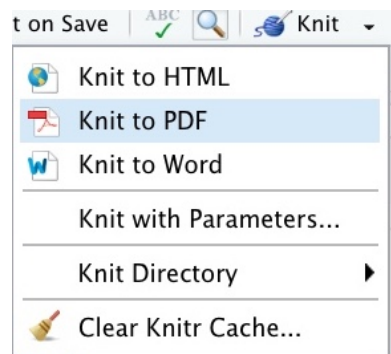 t on Save ABC Knit
Knit to HTML
Knit to PDF
Knit to Word
Knit with Parameters...
Knit Directory
Clear Knitr Cache...